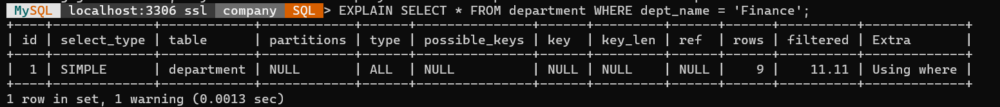 MySQL localhost:3306 ssl company SQL > EXPLAIN SELECT * FROM department WHERE dept_name = 'Finance';
+----+-------------+------------+------------+------+---------------+------+---------+------+------+----------+-------------+
| id | select_type | table      | partitions | type | possible_keys | key  | key_len | ref  | rows | filtered | Extra       |
+----+-------------+------------+------------+------+---------------+------+---------+------+------+----------+-------------+
|  1 | SIMPLE      | department | NULL       | ALL  | NULL          | NULL | NULL    | NULL |    9 |    11.11 | Using where |
+----+-------------+------------+------------+------+---------------+------+---------+------+------+----------+-------------+
1 row in set, 1 warning (0.0013 sec)